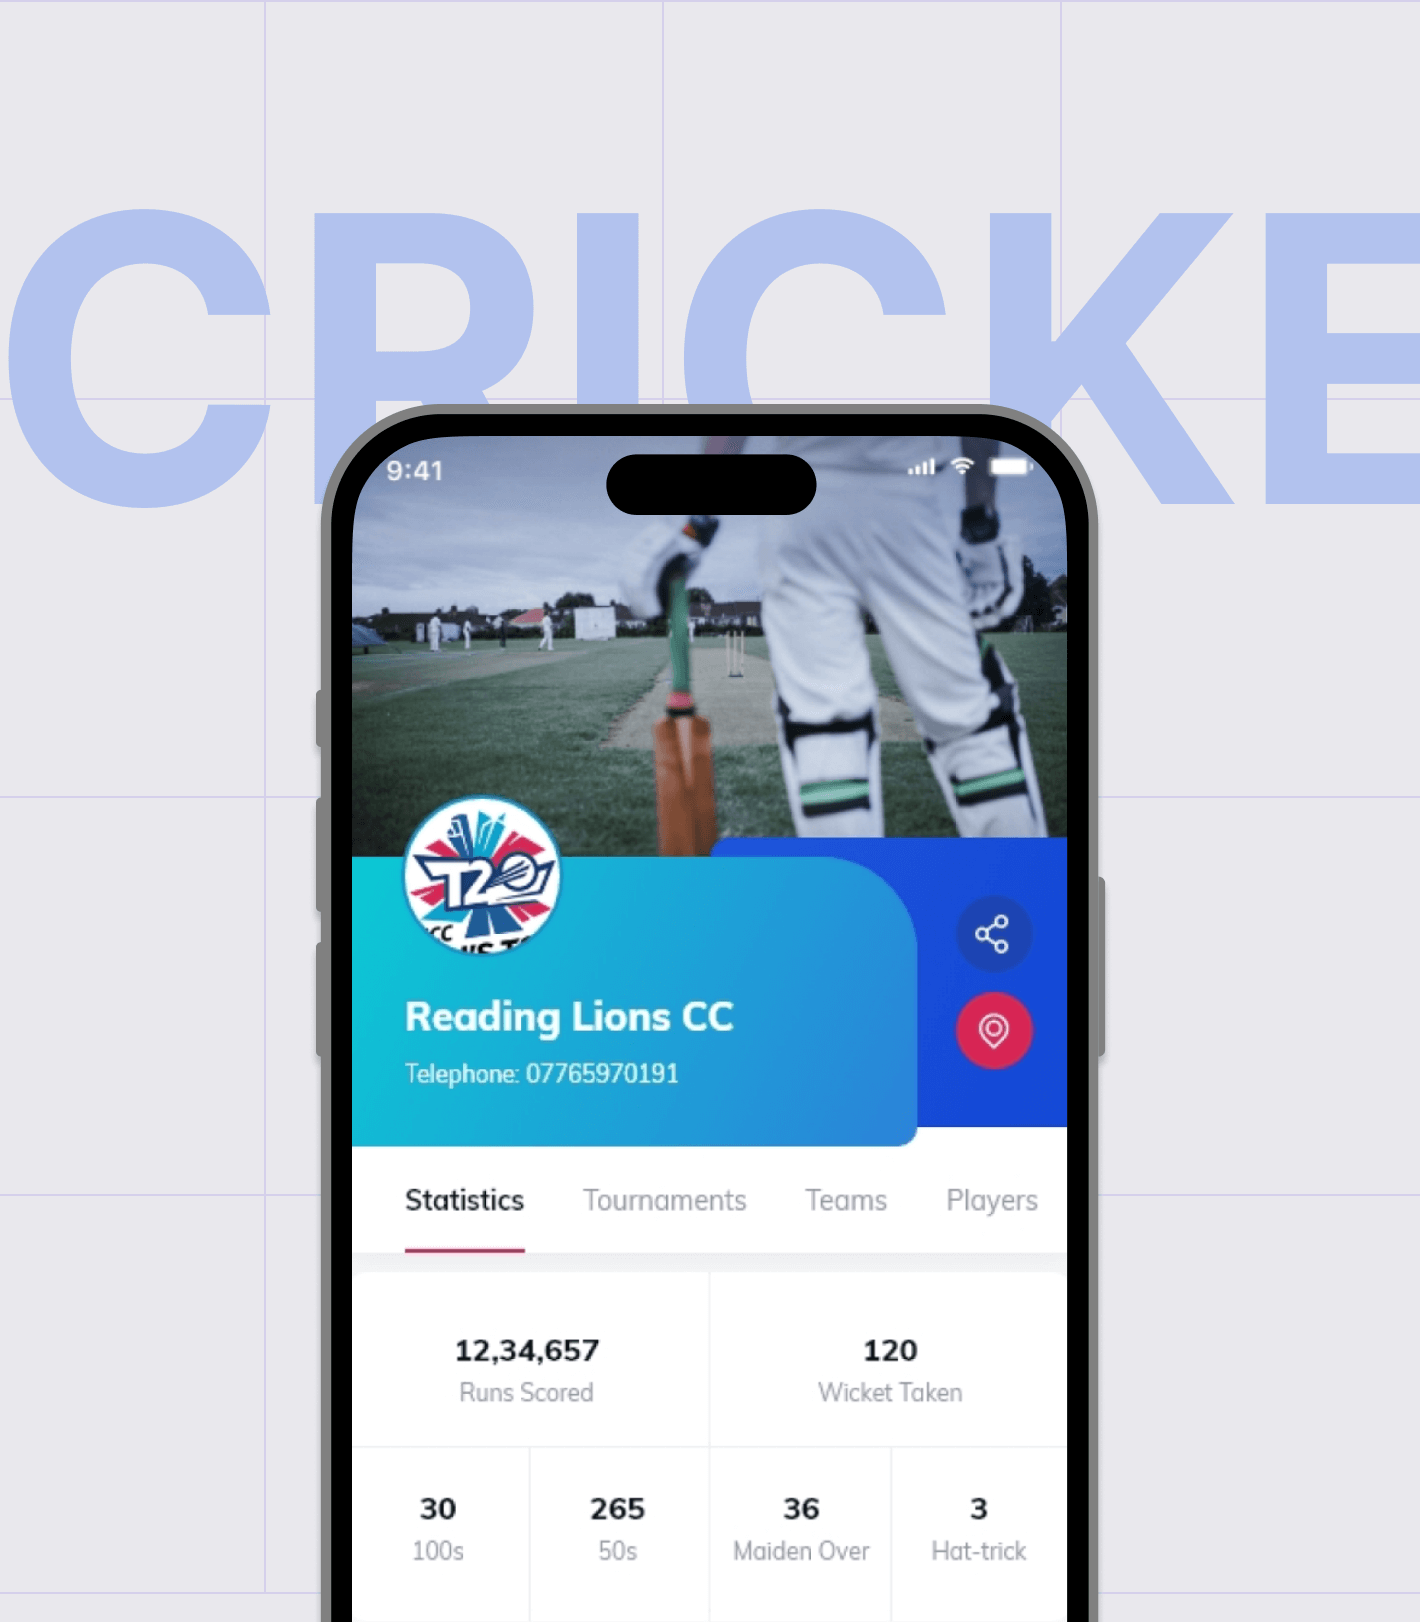 CRICKE
9:41
T20
Reading Lions CC
Telephone: 07765970191
Statistics Tournaments Teams Players
12,34,657 120
Runs Scored Wicket Taken
30 265 36 3
100s 50s Maiden Over Hat-trick